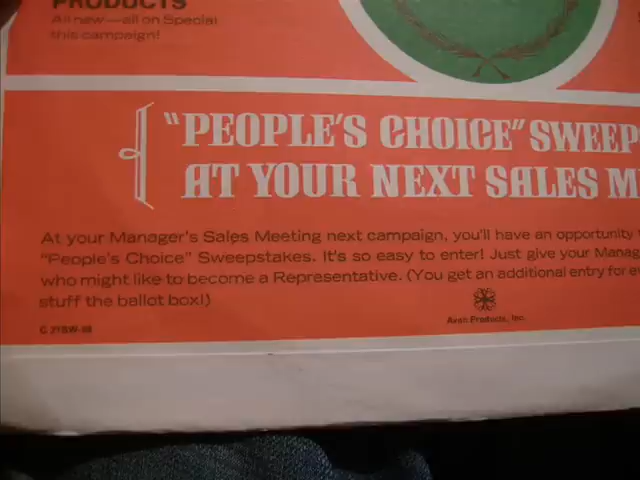 PRODUCTS
All new—all on Special
this campaign!
"PEOPLE'S CHOICE" SWEEP
AT YOUR NEXT SALES M
At your Manager's Sales Meeting next campaign, you'll have an opportunity
"People's Choice" Sweepstakes. It's so easy to enter! Just give your Manag
who might like to become a Representative. (You get an additional entry for e
stuff the ballot box!)
Avon Products, Inc.